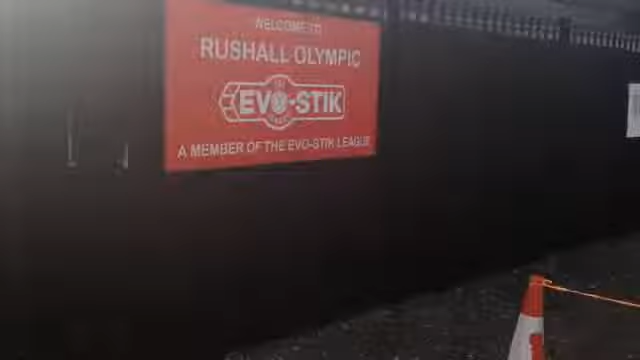 WELCOME TO
RUSHALL OLYMPIC
EVO-STIK
A MEMBER OF THE EVO-STIK LEAGUE